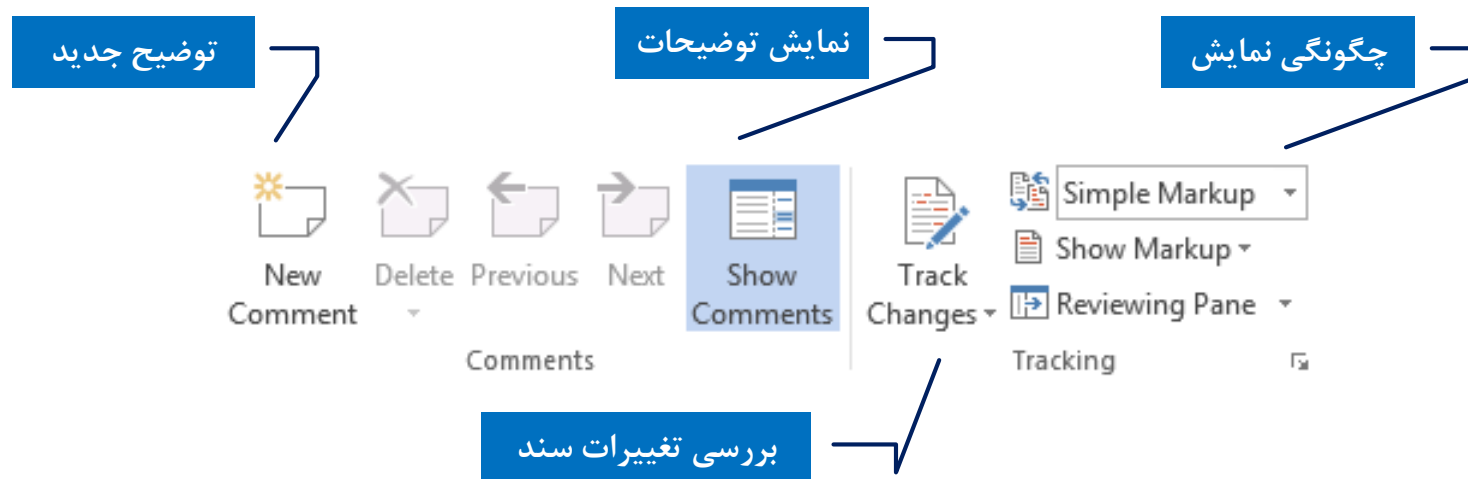 توضیح جدید
نمایش توضیحات
چگونگی نمایش
New
Comment
Delete
Previous
Next
Show
Comments
Comments
Track
Changes
Simple Markup
Show Markup
Reviewing Pane
Tracking
بررسی تغییرات سند